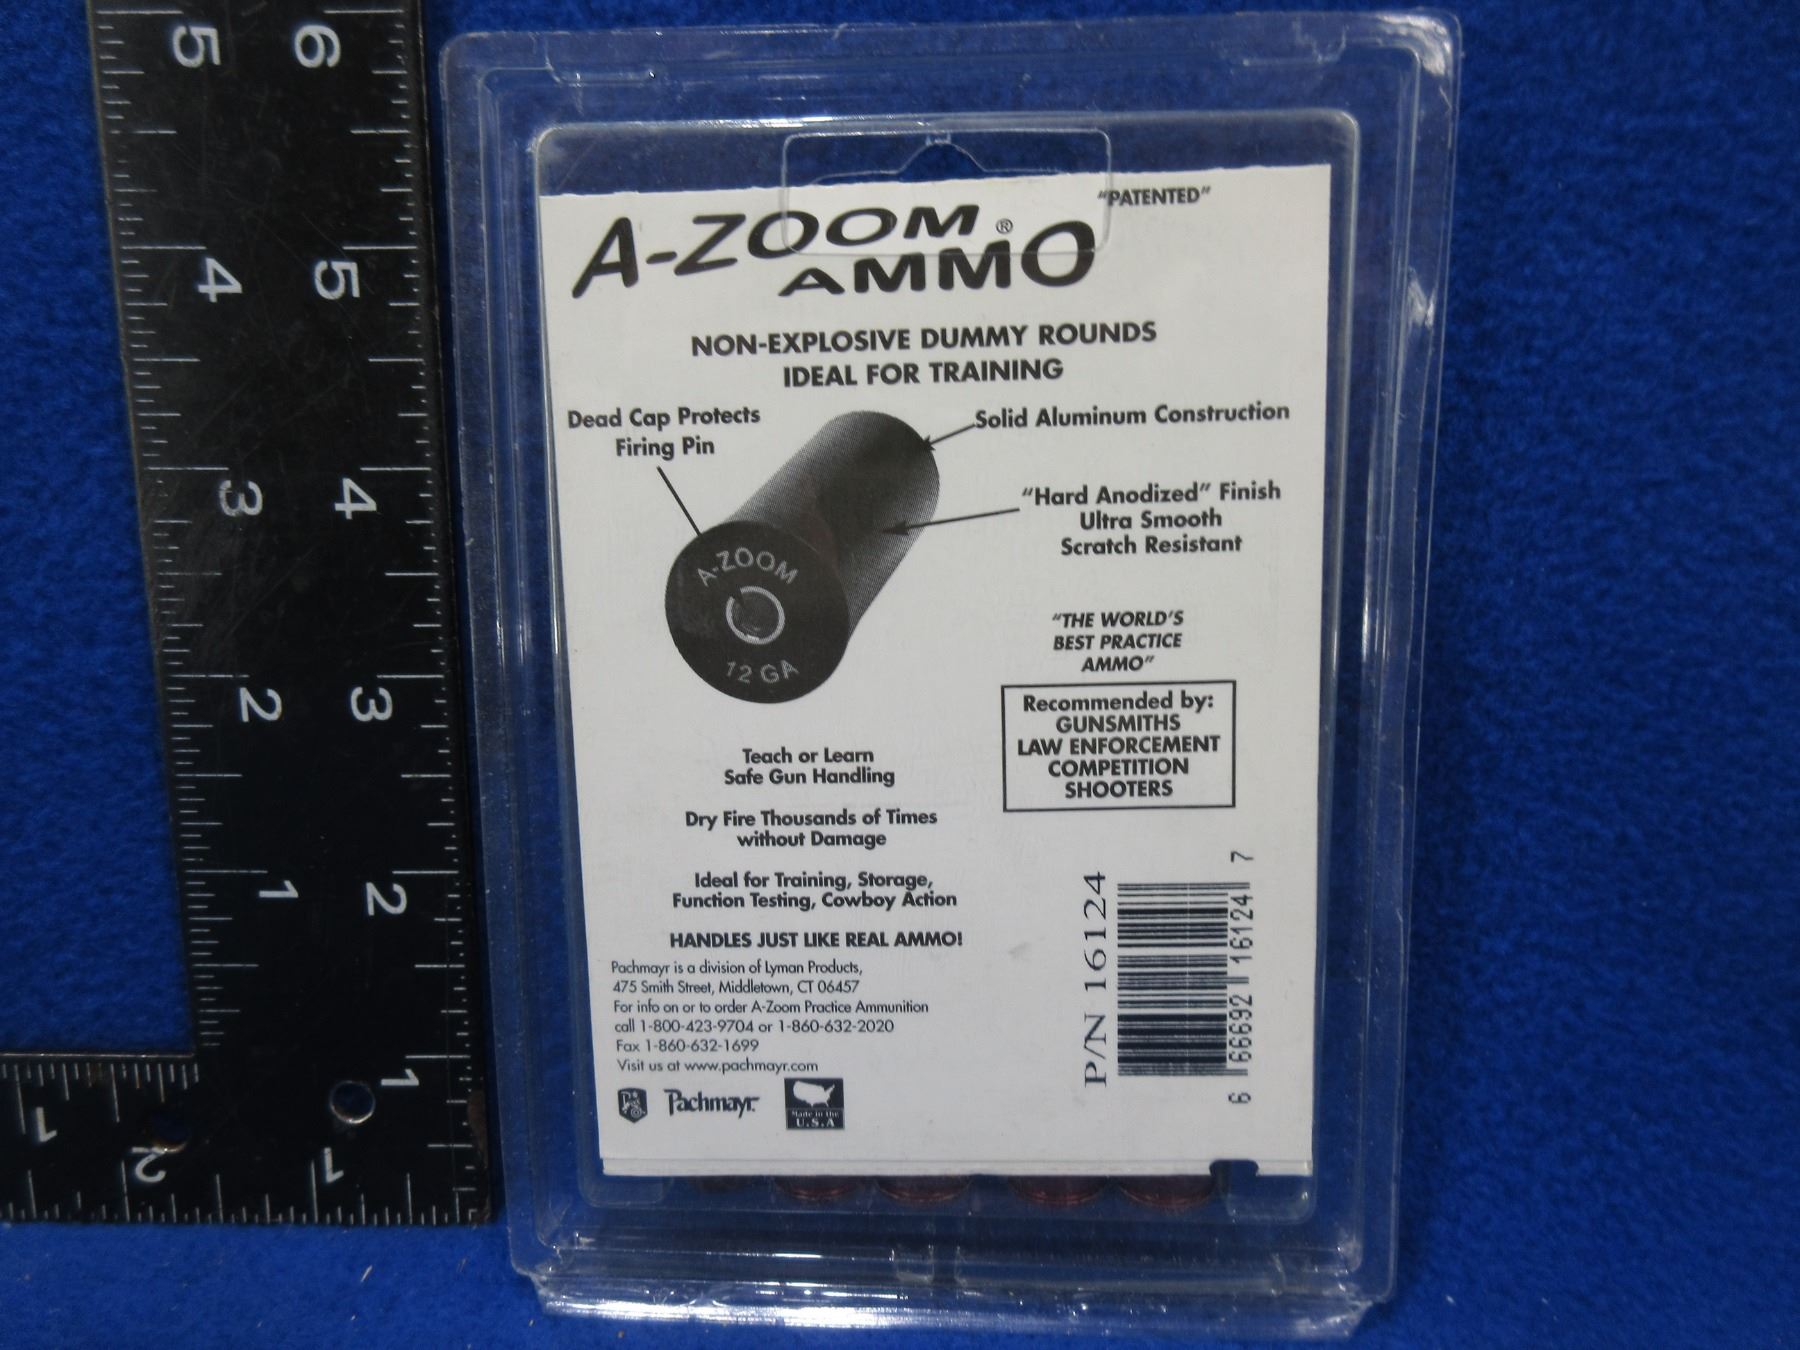 "PATENTED"
A-ZOOM®
AMMO
NON-EXPLOSIVE DUMMY ROUNDS
IDEAL FOR TRAINING
Dead Cap Protects
Firing Pin
Solid Aluminum Construction
"Hard Anodized" Finish
Ultra Smooth
Scratch Resistant
A-ZOOM
12 GA
"THE WORLD'S
BEST PRACTICE
AMMO"
Recommended by:
GUNSMITHS
LAW ENFORCEMENT
COMPETITION
SHOOTERS
Teach or Learn
Safe Gun Handling
Dry Fire Thousands of Times
without Damage
Ideal for Training, Storage,
Function Testing, Cowboy Action
HANDLES JUST LIKE REAL AMMO!
Pachmayr is a division of Lyman Products,
475 Smith Street, Middletown, CT 06457
For info on or to order A-Zoom Practice Ammunition
call 1-800-423-9704 or 1-860-632-2020
Fax 1-860-632-1699
Visit us at www.pachmayr.com
Pachmayr
Made in the
U.S.A
P/N 16124
6 66692 16124 7
5 6
4 5
3 4
2 3
1 2
1
1 2 1